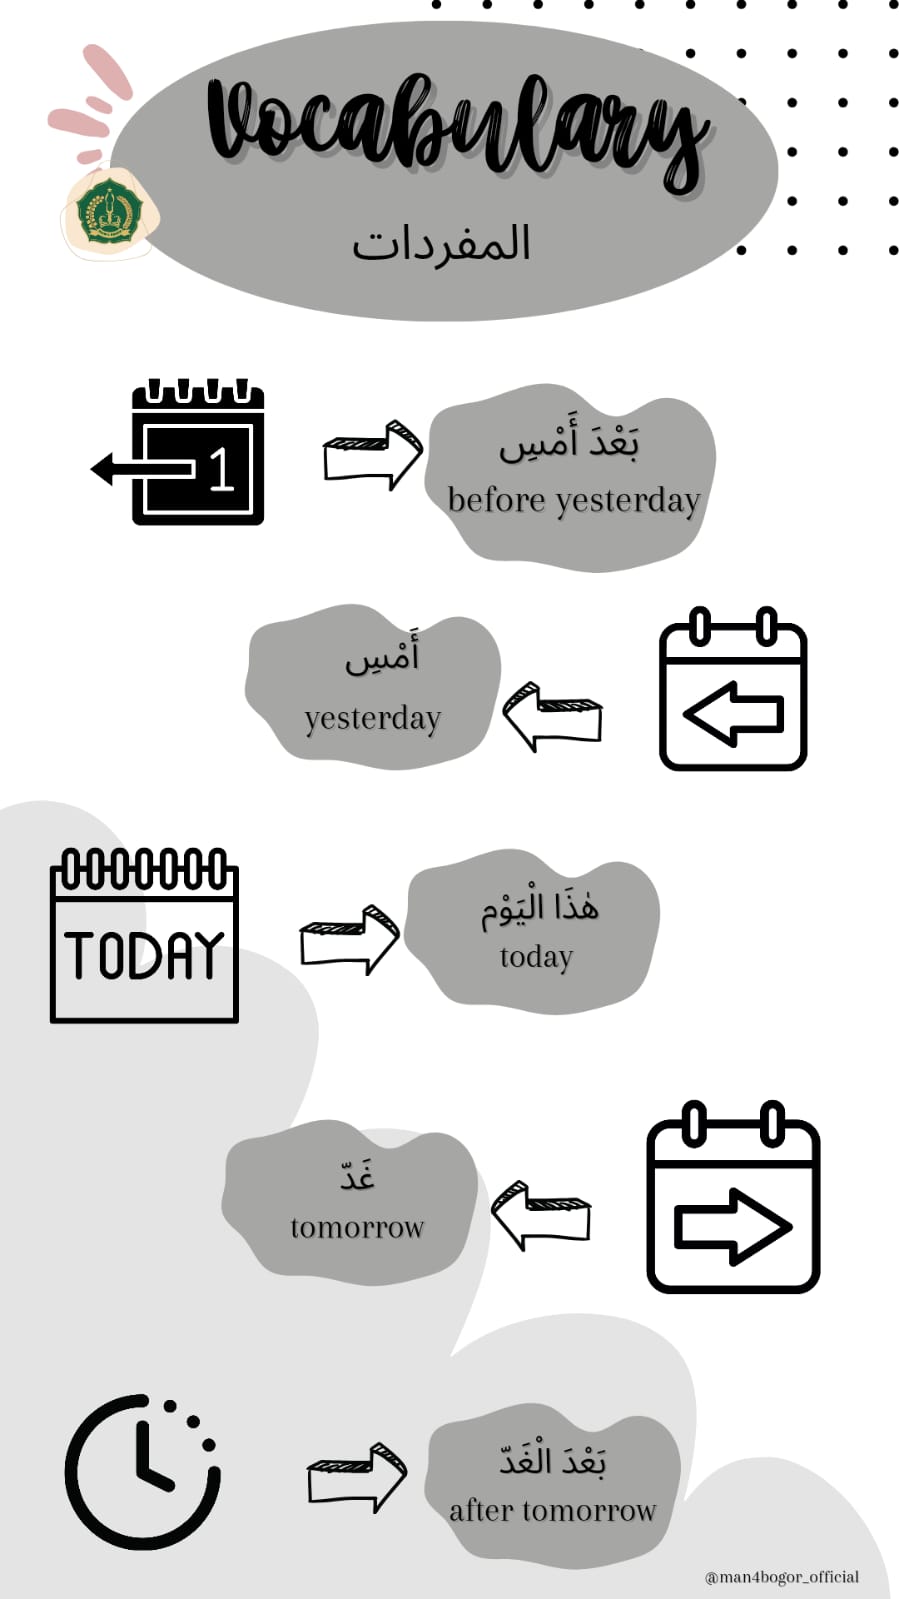 Vocabulary
المفردات
1
بَعْدَ أَمْسِ
before yesterday
أَمْسِ
yesterday
TODAY
هٰذَا الْيَوْم
today
غَدّ
tomorrow
بَعْدَ الْغَدّ
after tomorrow
@man4bogor_official